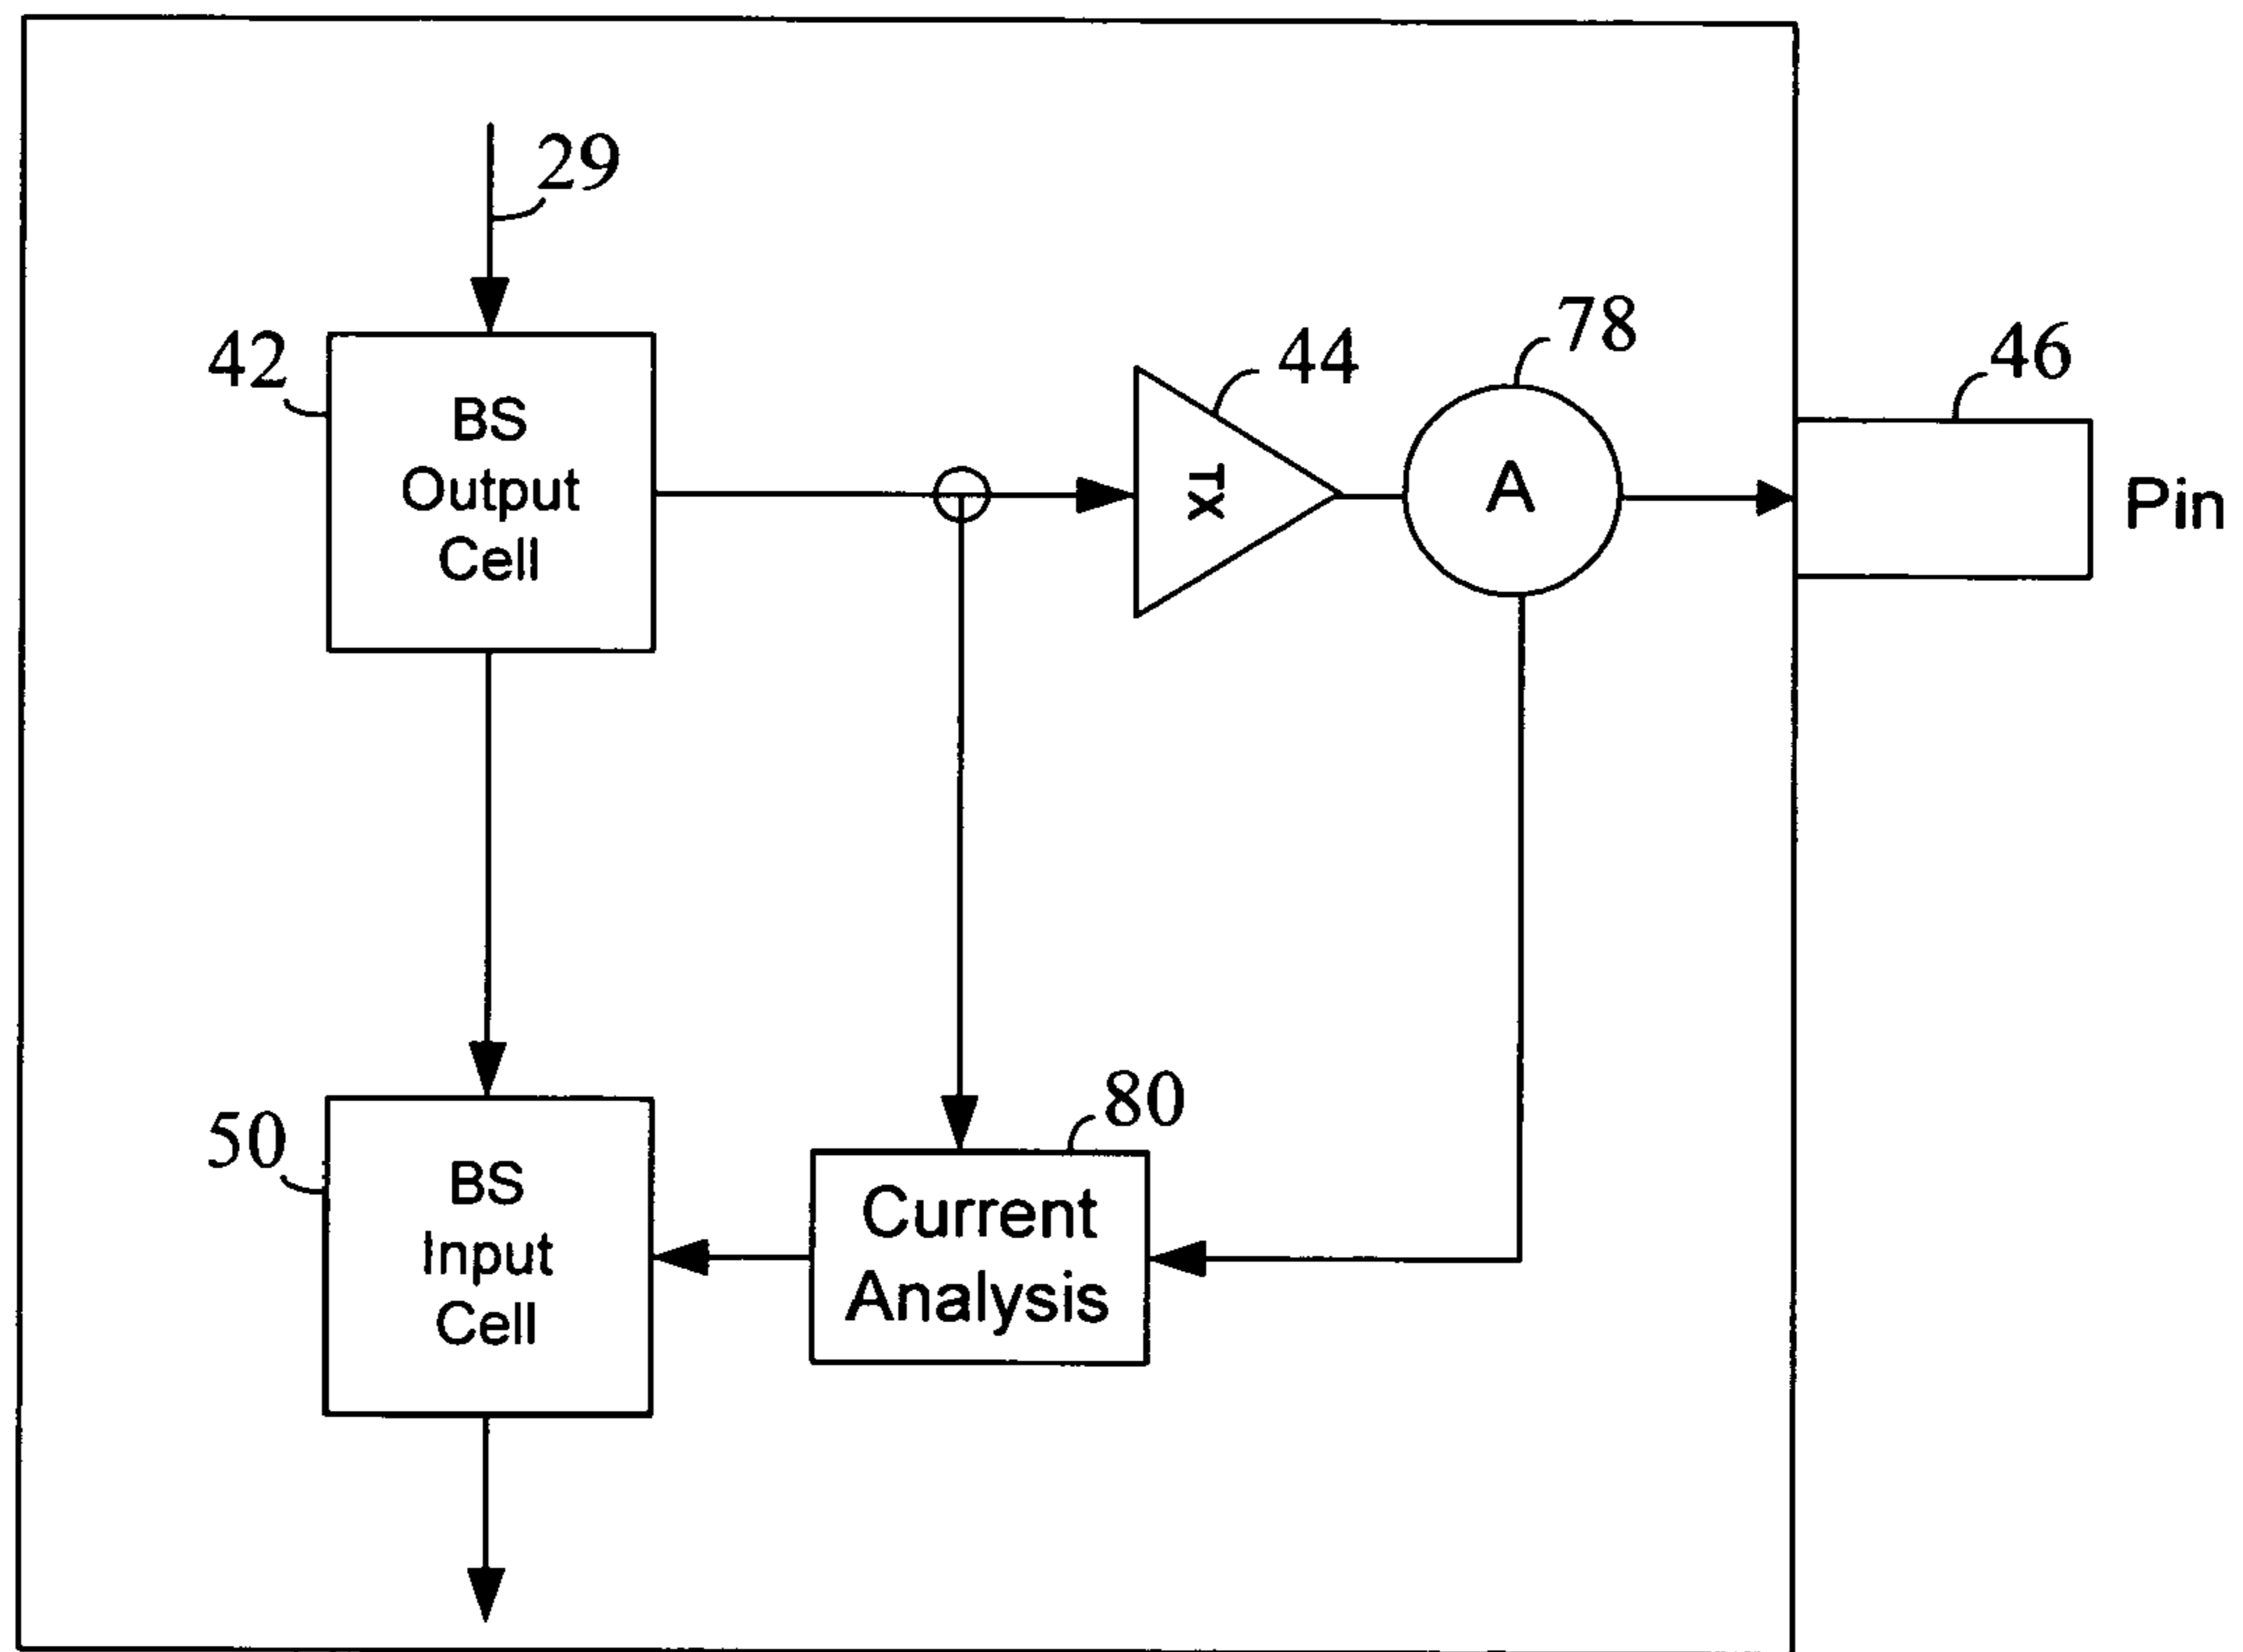 29
42
BS
Output
Cell
44
TX
78
A
46
Pin
50
BS
Input
Cell
80
Current
Analysis